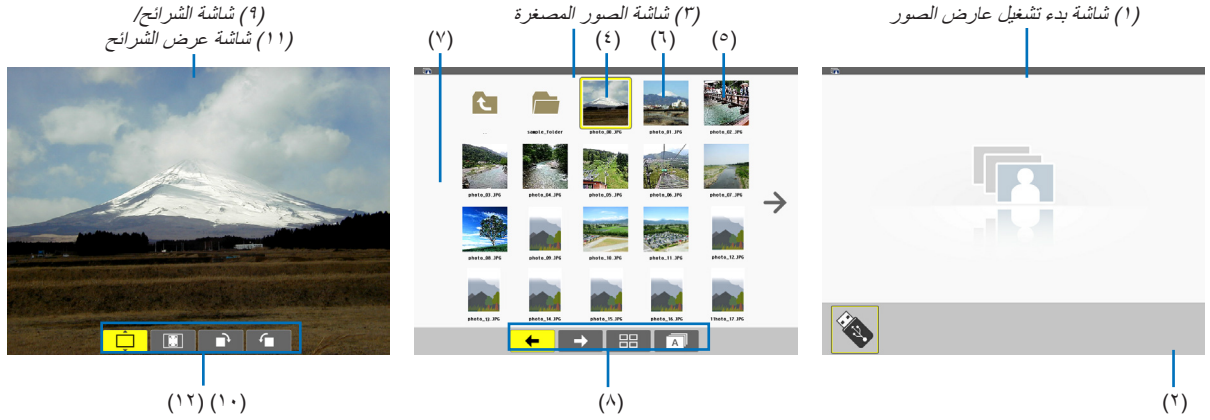 (١) شاشة بدء تشغيل عارض الصور
(٢)
(٣) شاشة الصور المصغرة
(٧) (٤) (٦) (٥)
.. sample_folder photo_00.JPG photo_01.JPG photo_02.JPG
photo_03.JPG photo_04.JPG photo_05.JPG photo_06.JPG photo_07.JPG
photo_08.JPG photo_09.JPG photo_10.JPG photo_11.JPG photo_12.JPG
photo_13.JPG photo_14.JPG photo_15.JPG photo_16.JPG photo_17.JPG
A
(٨)
(٩) شاشة الشرائح/
(١١) شاشة عرض الشرائح
(١٠) (١٢)